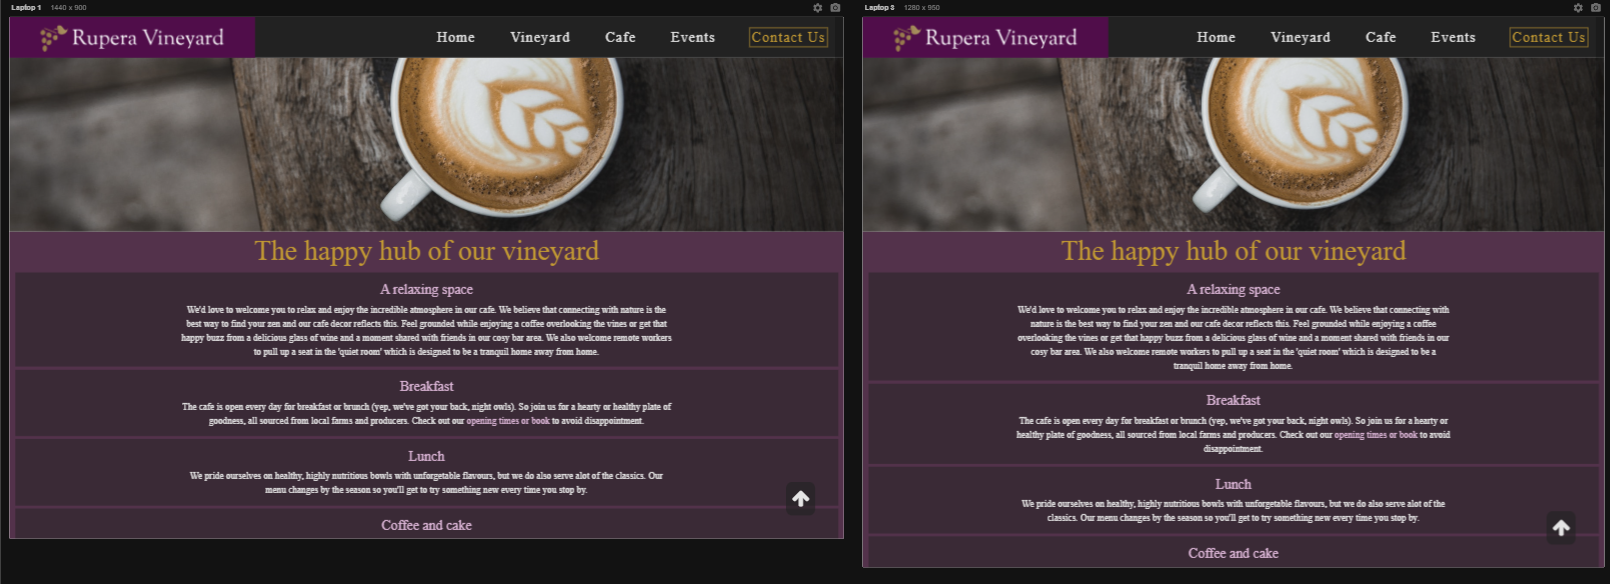 Laptop 1 1440 x 900
Rupera Vineyard
Home Vineyard Cafe Events Contact Us
The happy hub of our vineyard
A relaxing space
We'd love to welcome you to relax and enjoy the incredible atmosphere in our cafe. We believe that connecting with nature is the
best way to find your zen and our cafe decor reflects this. Feel grounded while enjoying a coffee overlooking the vines or get that
happy buzz from a delicious glass of wine and a moment shared with friends in our cosy bar area. We also welcome remote workers
to pull up a seat in the 'quiet room' which is designed to be a tranquil home away from home.
Breakfast
The cafe is open every day for breakfast or brunch (yep, we've got your back, night owls). So join us for a hearty or healthy plate of
goodness, all sourced from local farms and producers. Check out our opening times or book to avoid disappointment.
Lunch
We pride ourselves on healthy, highly nutritious bowls with unforgetable flavours, but we do also serve alot of the classics. Our
menu changes by the season so you'll get to try something new every time you stop by.
Coffee and cake
Laptop 3 1280 x 950
Rupera Vineyard
Home Vineyard Cafe Events Contact Us
The happy hub of our vineyard
A relaxing space
We'd love to welcome you to relax and enjoy the incredible atmosphere in our cafe. We believe that connecting with
nature is the best way to find your zen and our cafe decor reflects this. Feel grounded while enjoying a coffee
overlooking the vines or get that happy buzz from a delicious glass of wine and a moment shared with friends in our
cosy bar area. We also welcome remote workers to pull up a seat in the 'quiet room' which is designed to be a
tranquil home away from home.
Breakfast
The cafe is open every day for breakfast or brunch (yep, we've got your back, night owls). So join us for a hearty or
healthy plate of goodness, all sourced from local farms and producers. Check out our opening times or book to avoid
disappointment.
Lunch
We pride ourselves on healthy, highly nutritious bowls with unforgetable flavours, but we do also serve alot of the
classics. Our menu changes by the season so you'll get to try something new every time you stop by.
Coffee and cake